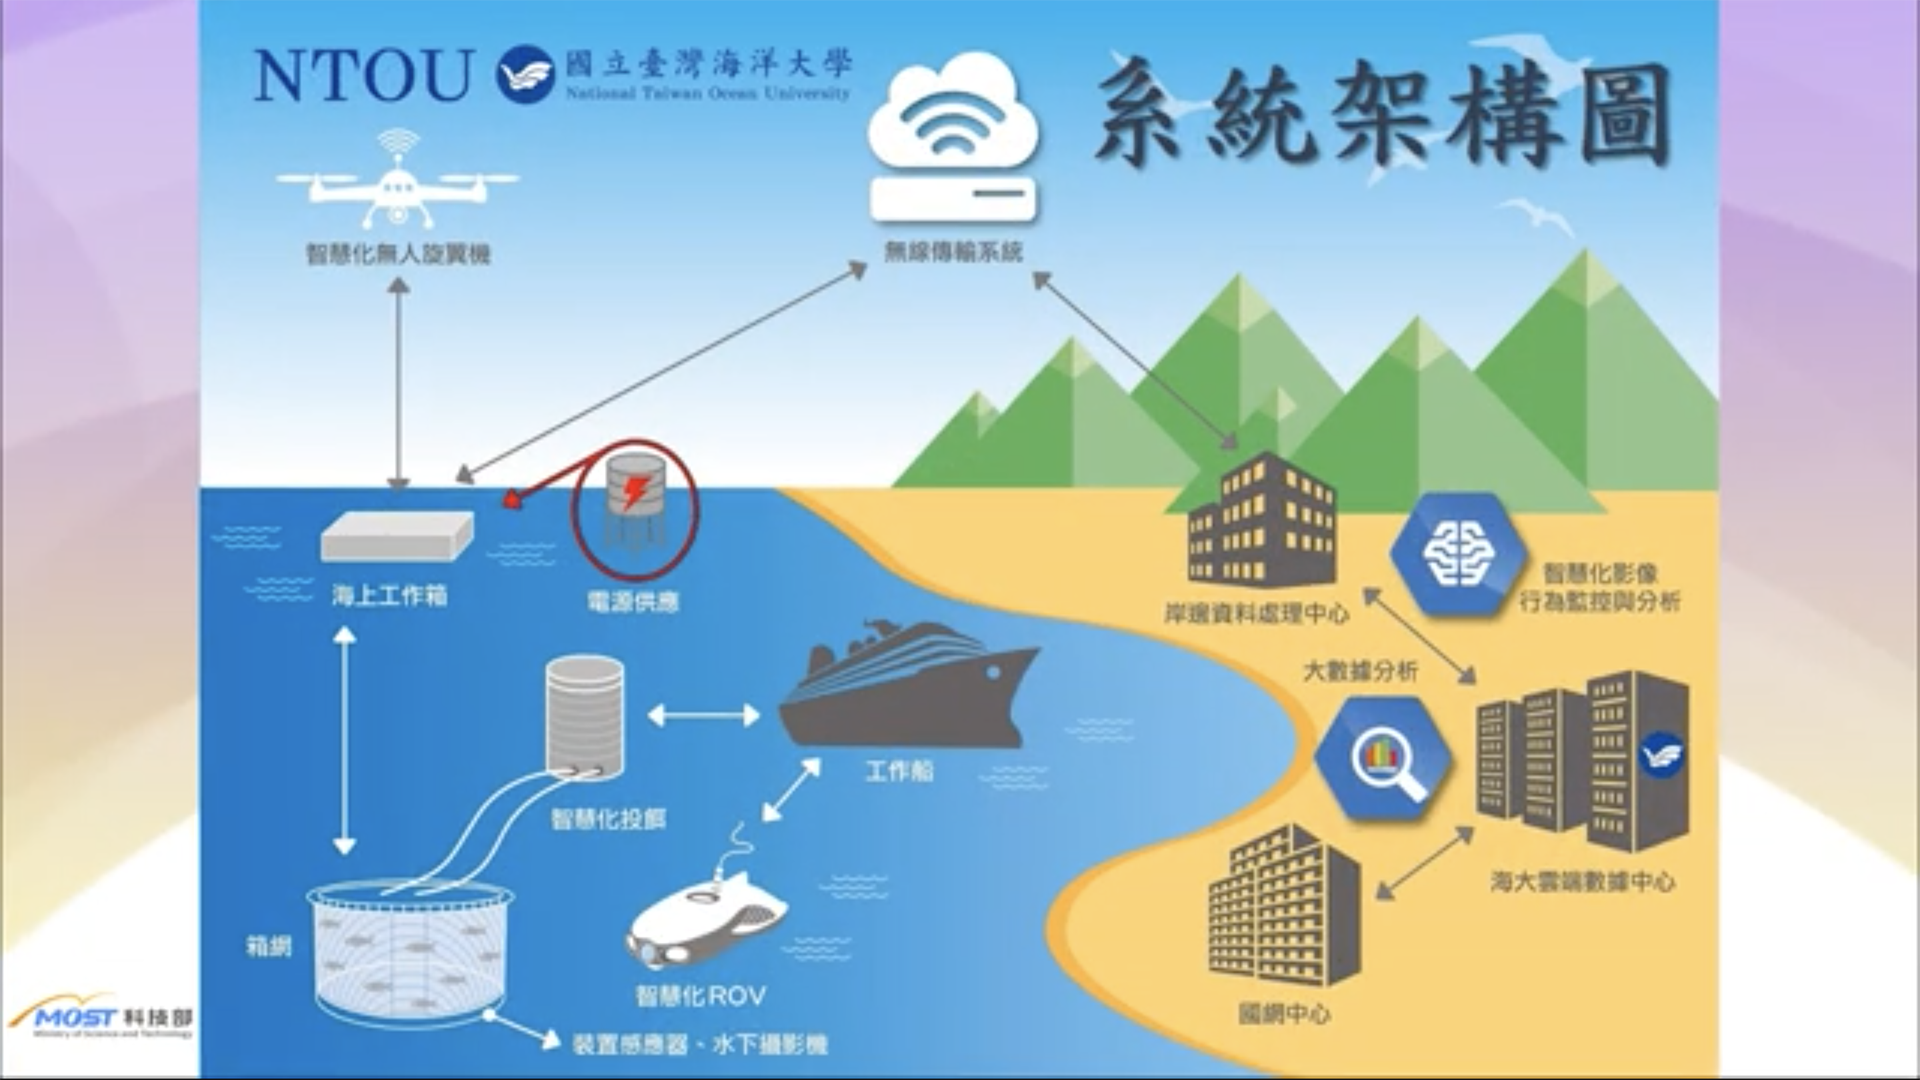 NTOU
國立臺灣海洋大學
National Taiwan Ocean University
系統架構圖
智慧化無人旋翼機
無線傳輸系統
海上工作箱
電源供應
岸邊資料處理中心
智慧化影像
行為監控與分析
大數據分析
工作船
智慧化投餌
海大雲端數據中心
箱網
智慧化ROV
國網中心
裝置感應器、水下攝影機
MOST 科技部
Ministry of Science and Technology